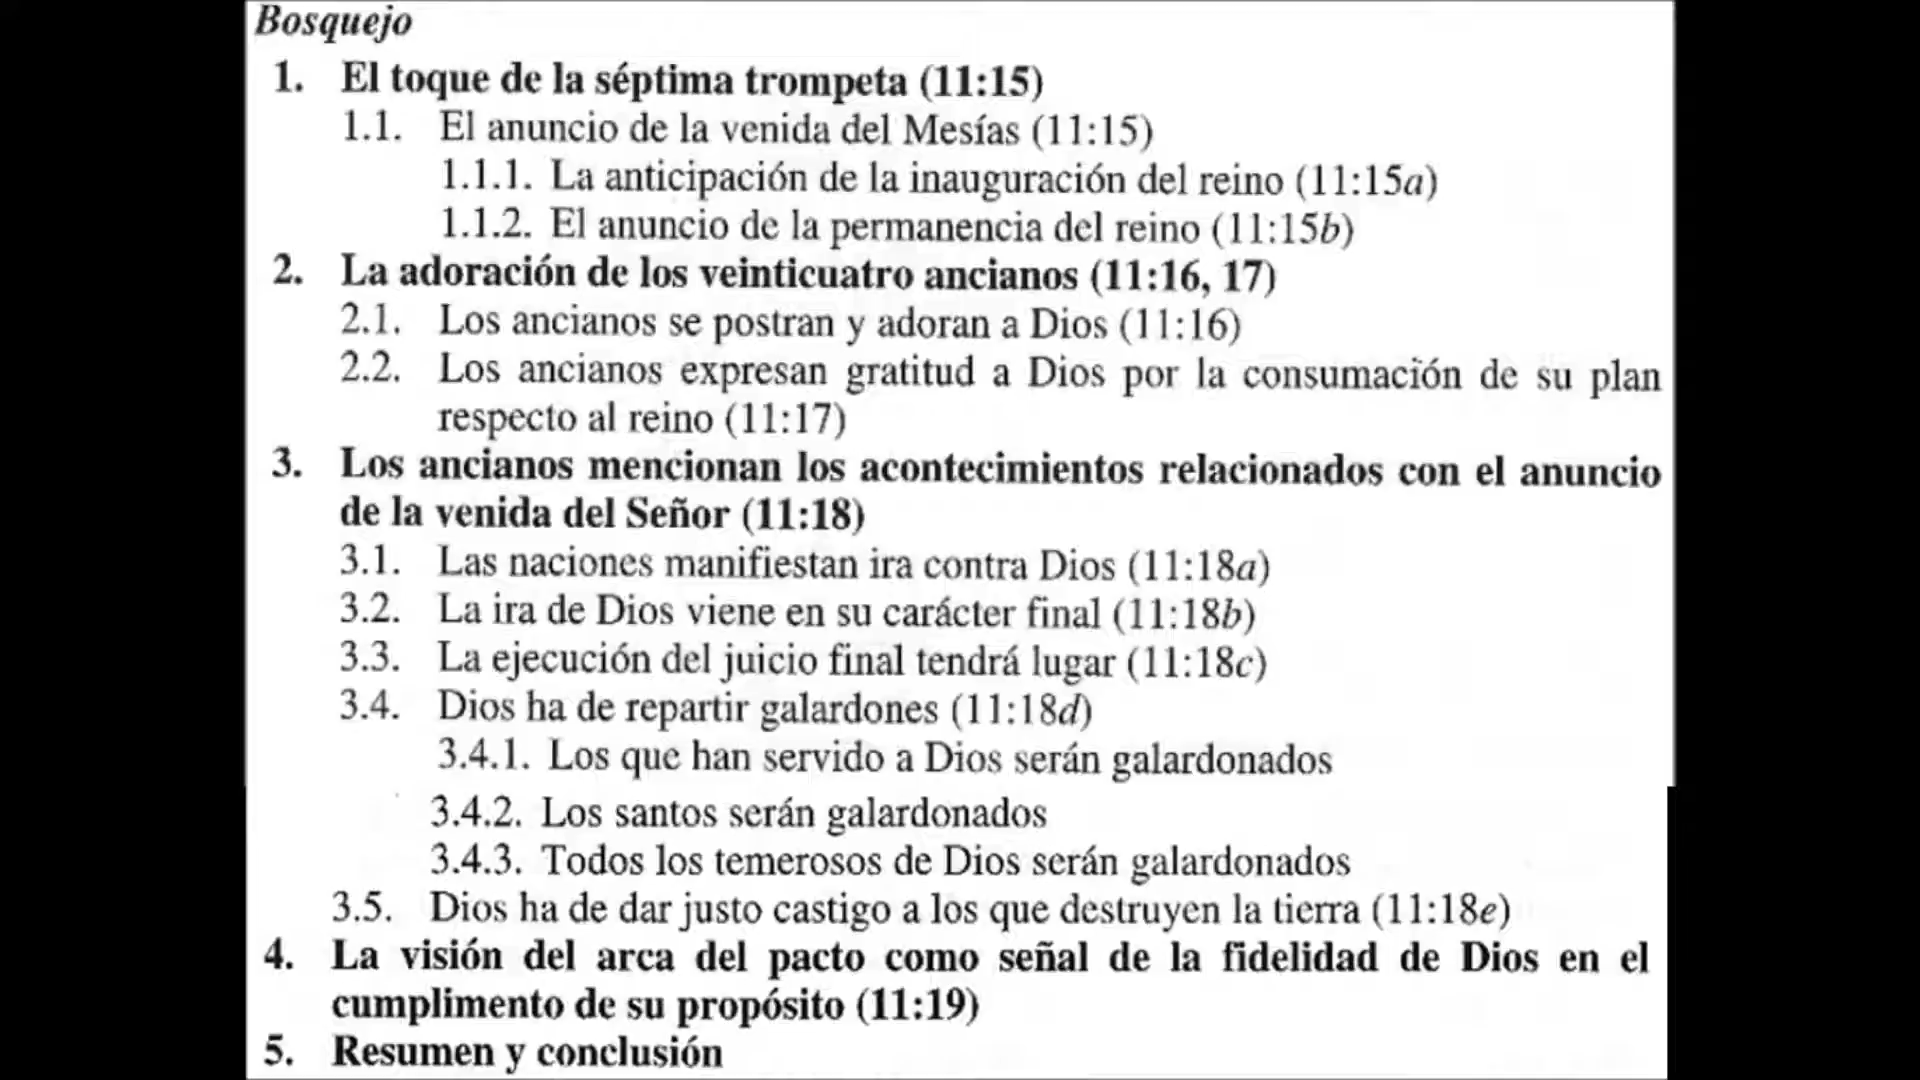 Bosquejo
1. El toque de la séptima trompeta (11:15)
1.1. El anuncio de la venida del Mesías (11:15)
1.1.1. La anticipación de la inauguración del reino (11:15a)
1.1.2. El anuncio de la permanencia del reino (11:15b)
2. La adoración de los veinticuatro ancianos (11:16, 17)
2.1. Los ancianos se postran y adoran a Dios (11:16)
2.2. Los ancianos expresan gratitud a Dios por la consumación de su plan
respecto al reino (11:17)
3. Los ancianos mencionan los acontecimientos relacionados con el anuncio
de la venida del Señor (11:18)
3.1. Las naciones manifiestan ira contra Dios (11:18a)
3.2. La ira de Dios viene en su carácter final (11:18b)
3.3. La ejecución del juicio final tendrá lugar (11:18c)
3.4. Dios ha de repartir galardones (11:18d)
3.4.1. Los que han servido a Dios serán galardonados
3.4.2. Los santos serán galardonados
3.4.3. Todos los temerosos de Dios serán galardonados
3.5. Dios ha de dar justo castigo a los que destruyen la tierra (11:18e)
4. La visión del arca del pacto como señal de la fidelidad de Dios en el
cumplimento de su propósito (11:19)
5. Resumen y conclusión